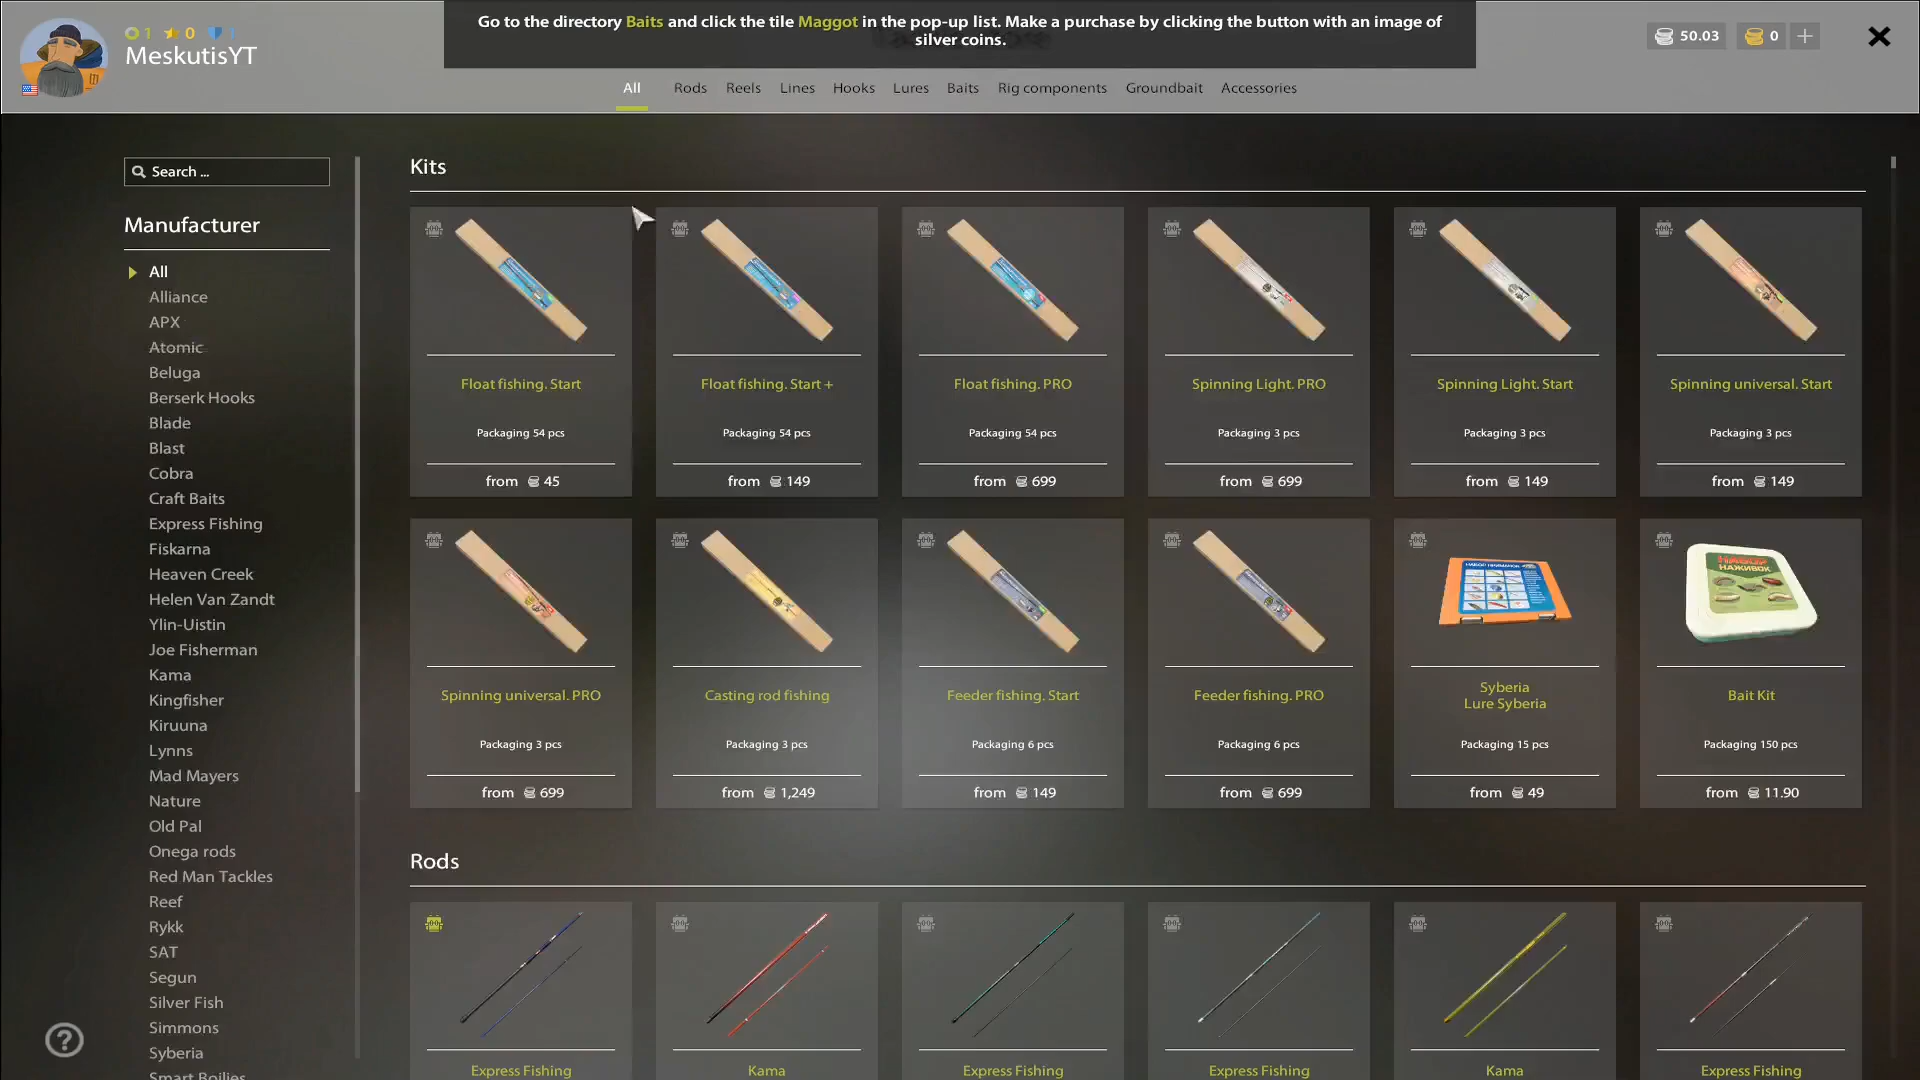 Go to the directory Baits and click the tile Maggot in the pop-up list. Make a purchase by clicking the button with an image of
silver coins.
1 0 1
MeskutisYT
50.03 0
All Rods Reels Lines Hooks Lures Baits Rig components Groundbait Accessories
Search ...
Manufacturer
All
Alliance
APX
Atomic
Beluga
Berserk Hooks
Blade
Blast
Cobra
Craft Baits
Express Fishing
Fiskarna
Heaven Creek
Helen Van Zandt
Ylin-Uistin
Joe Fisherman
Kama
Kingfisher
Kiruuna
Lynns
Mad Mayers
Nature
Old Pal
Onega rods
Red Man Tackles
Reef
Rykk
SAT
Segun
Silver Fish
Simmons
Syberia
Smart Boilies
Kits
Float fishing. Start
Packaging 54 pcs
from 45
Float fishing. Start +
Packaging 54 pcs
from 149
Float fishing. PRO
Packaging 54 pcs
from 699
Spinning Light. PRO
Packaging 3 pcs
from 699
Spinning Light. Start
Packaging 3 pcs
from 149
Spinning universal. Start
Packaging 3 pcs
from 149
Spinning universal. PRO
Packaging 3 pcs
from 699
Casting rod fishing
Packaging 3 pcs
from 1,249
Feeder fishing. Start
Packaging 6 pcs
from 149
Feeder fishing. PRO
Packaging 6 pcs
from 699
НАБОР ПРИМАНОК
Syberia
Lure Syberia
Packaging 15 pcs
from 49
НАБОР
НАЖИВОК
Bait Kit
Packaging 150 pcs
from 11.90
Rods
Express Fishing
Kama
Express Fishing
Express Fishing
Kama
Express Fishing